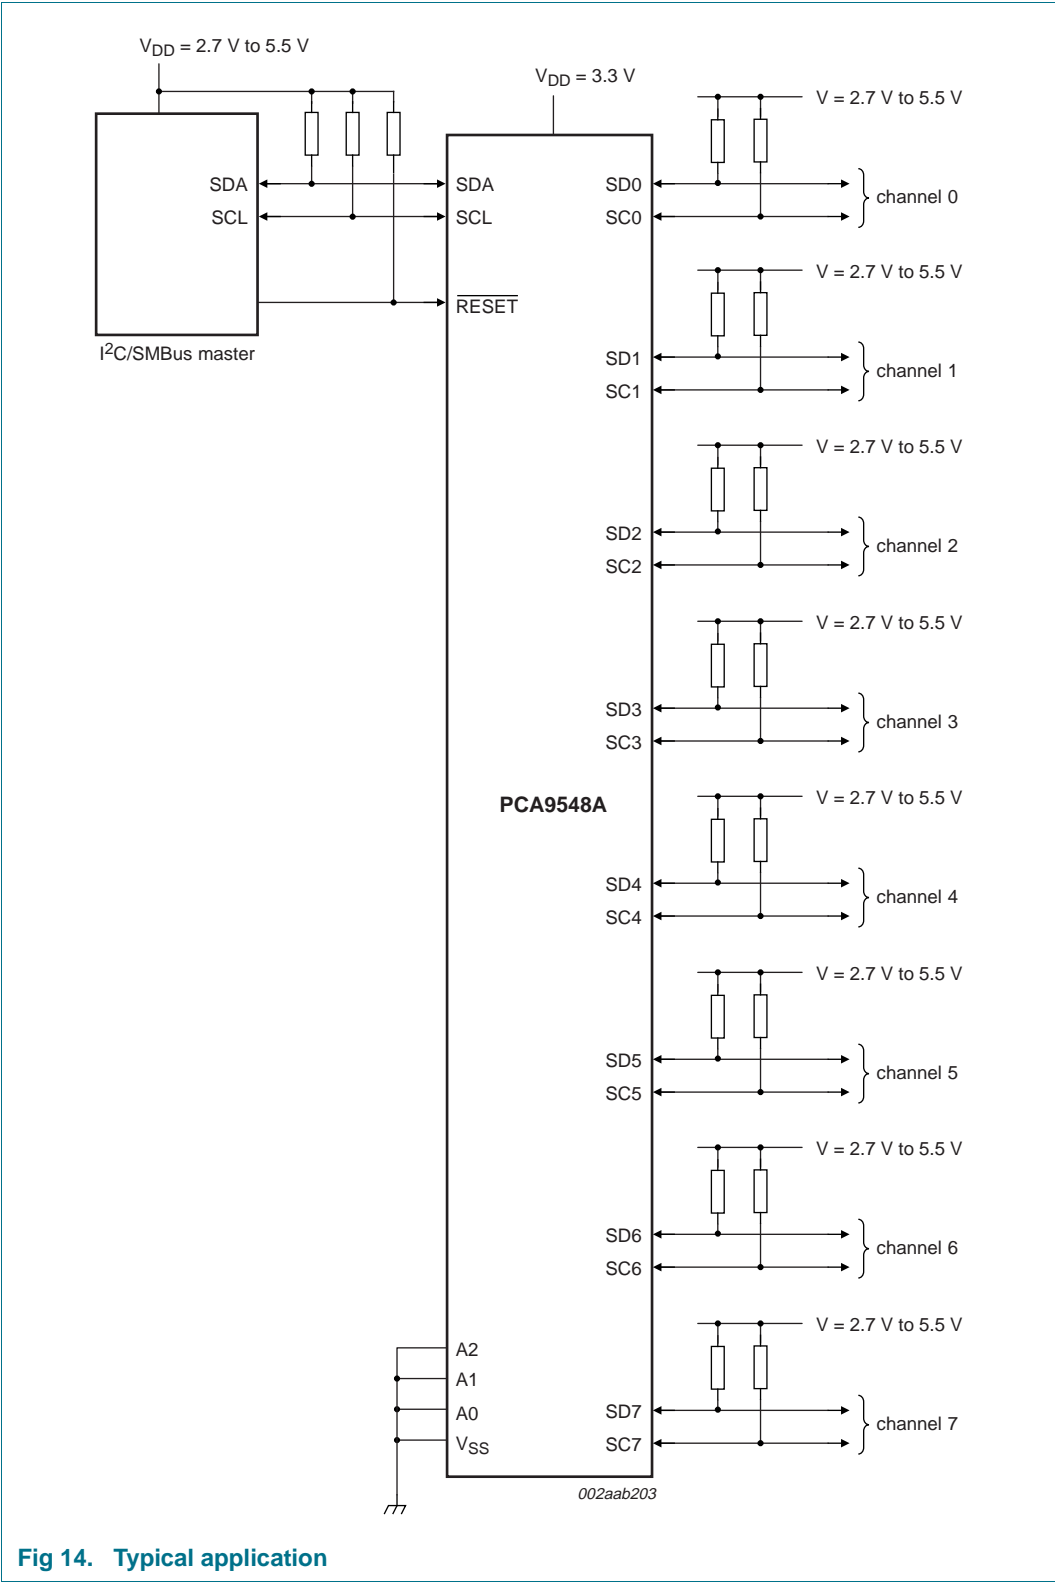 V_DD = 2.7 V to 5.5 V
V_DD = 3.3 V
SDA
SCL
I²C/SMBus master
SDA
SCL
RESET
PCA9548A
A2
A1
A0
V_SS
SD0
SC0
V = 2.7 V to 5.5 V
channel 0
SD1
SC1
V = 2.7 V to 5.5 V
channel 1
SD2
SC2
V = 2.7 V to 5.5 V
channel 2
SD3
SC3
V = 2.7 V to 5.5 V
channel 3
SD4
SC4
V = 2.7 V to 5.5 V
channel 4
SD5
SC5
V = 2.7 V to 5.5 V
channel 5
SD6
SC6
V = 2.7 V to 5.5 V
channel 6
SD7
SC7
V = 2.7 V to 5.5 V
channel 7
002aab203
Fig 14. Typical application